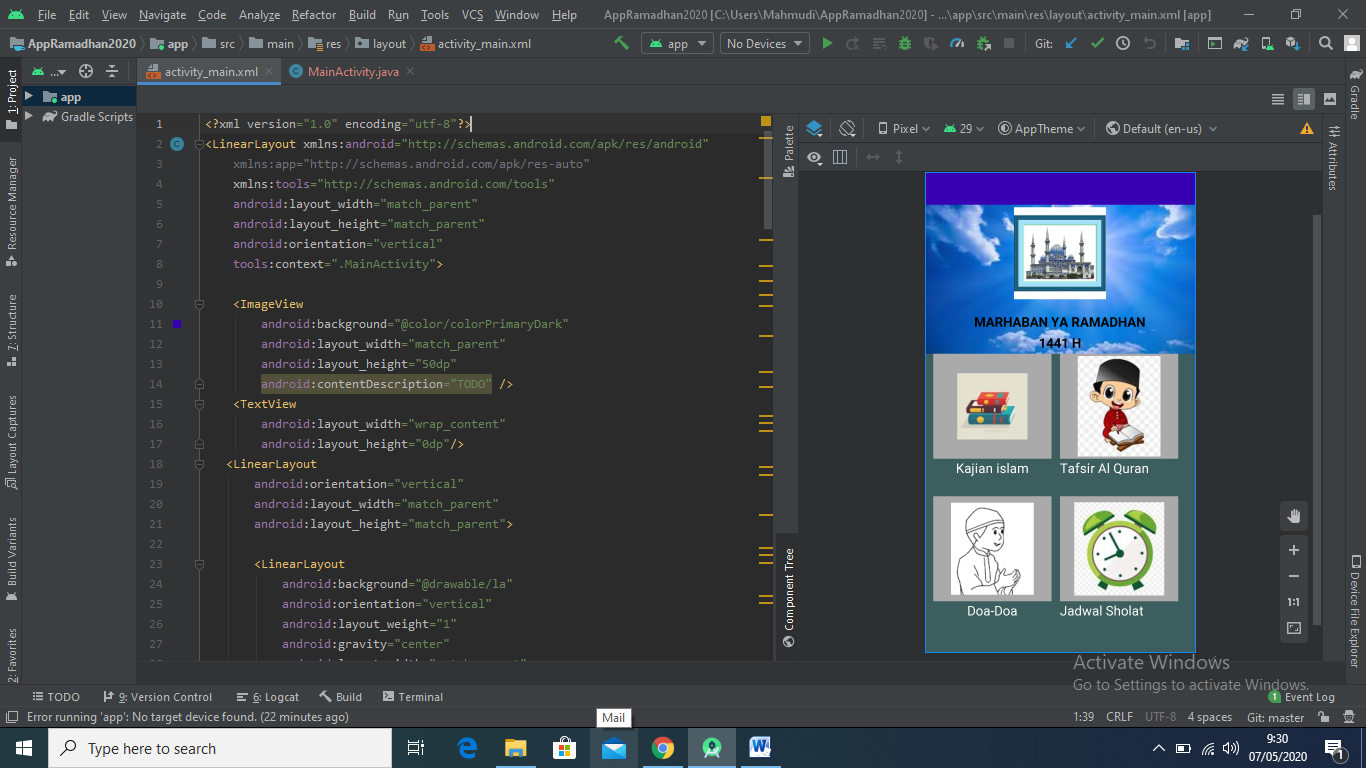 File Edit View Navigate Code Analyze Refactor Build Run Tools VCS Window Help AppRamadhan2020 [C:\Users\Mahmudi\AppRamadhan2020] - ...\app\src\main\res\layout\activity_main.xml [app]
AppRamadhan2020 app src main res layout activity_main.xml app No Devices Git:
... activity_main.xml MainActivity.java
1: Project
Resource Manager
7: Structure
Layout Captures
Build Variants
2: Favorites
app
Gradle Scripts
1 <?xml version="1.0" encoding="utf-8"?>
2 <LinearLayout xmlns:android="http://schemas.android.com/apk/res/android"
3 xmlns:app="http://schemas.android.com/apk/res-auto"
4 xmlns:tools="http://schemas.android.com/tools"
5 android:layout_width="match_parent"
6 android:layout_height="match_parent"
7 android:orientation="vertical"
8 tools:context=".MainActivity">
9
10 <ImageView
11 android:background="@color/colorPrimaryDark"
12 android:layout_width="match_parent"
13 android:layout_height="50dp"
14 android:contentDescription="TODO" />
15 <TextView
16 android:layout_width="wrap_content"
17 android:layout_height="0dp"/>
18 <LinearLayout
19 android:orientation="vertical"
20 android:layout_width="match_parent"
21 android:layout_height="match_parent">
22
23 <LinearLayout
24 android:background="@drawable/la"
25 android:orientation="vertical"
26 android:layout_weight="1"
27 android:gravity="center"
Palette
Component Tree
Pixel 29 AppTheme Default (en-us)
MARHABAN YA RAMADHAN
1441 H
Kajian islam Tafsir Al Quran
Doa-Doa Jadwal Sholat
1:1
Gradle
Attributes
Device File Explorer
Activate Windows
Go to Settings to activate Windows.
TODO 9: Version Control 6: Logcat Build Terminal 1 Event Log
Error running 'app': No target device found. (22 minutes ago) 1:39 CRLF UTF-8 4 spaces Git: master
Mail
Type here to search
9:30
07/05/2020
1